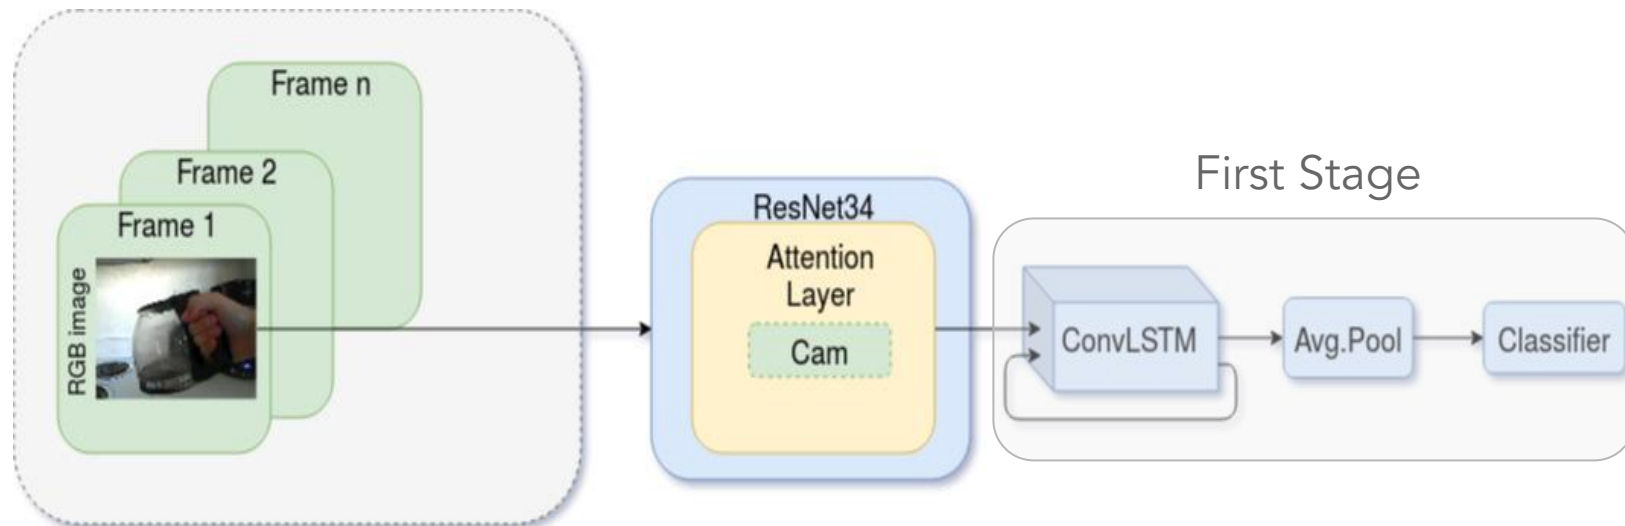 Frame n
Frame 2
Frame 1
RGB image
ResNet34
Attention
Layer
Cam
First Stage
ConvLSTM
Avg.Pool
Classifier